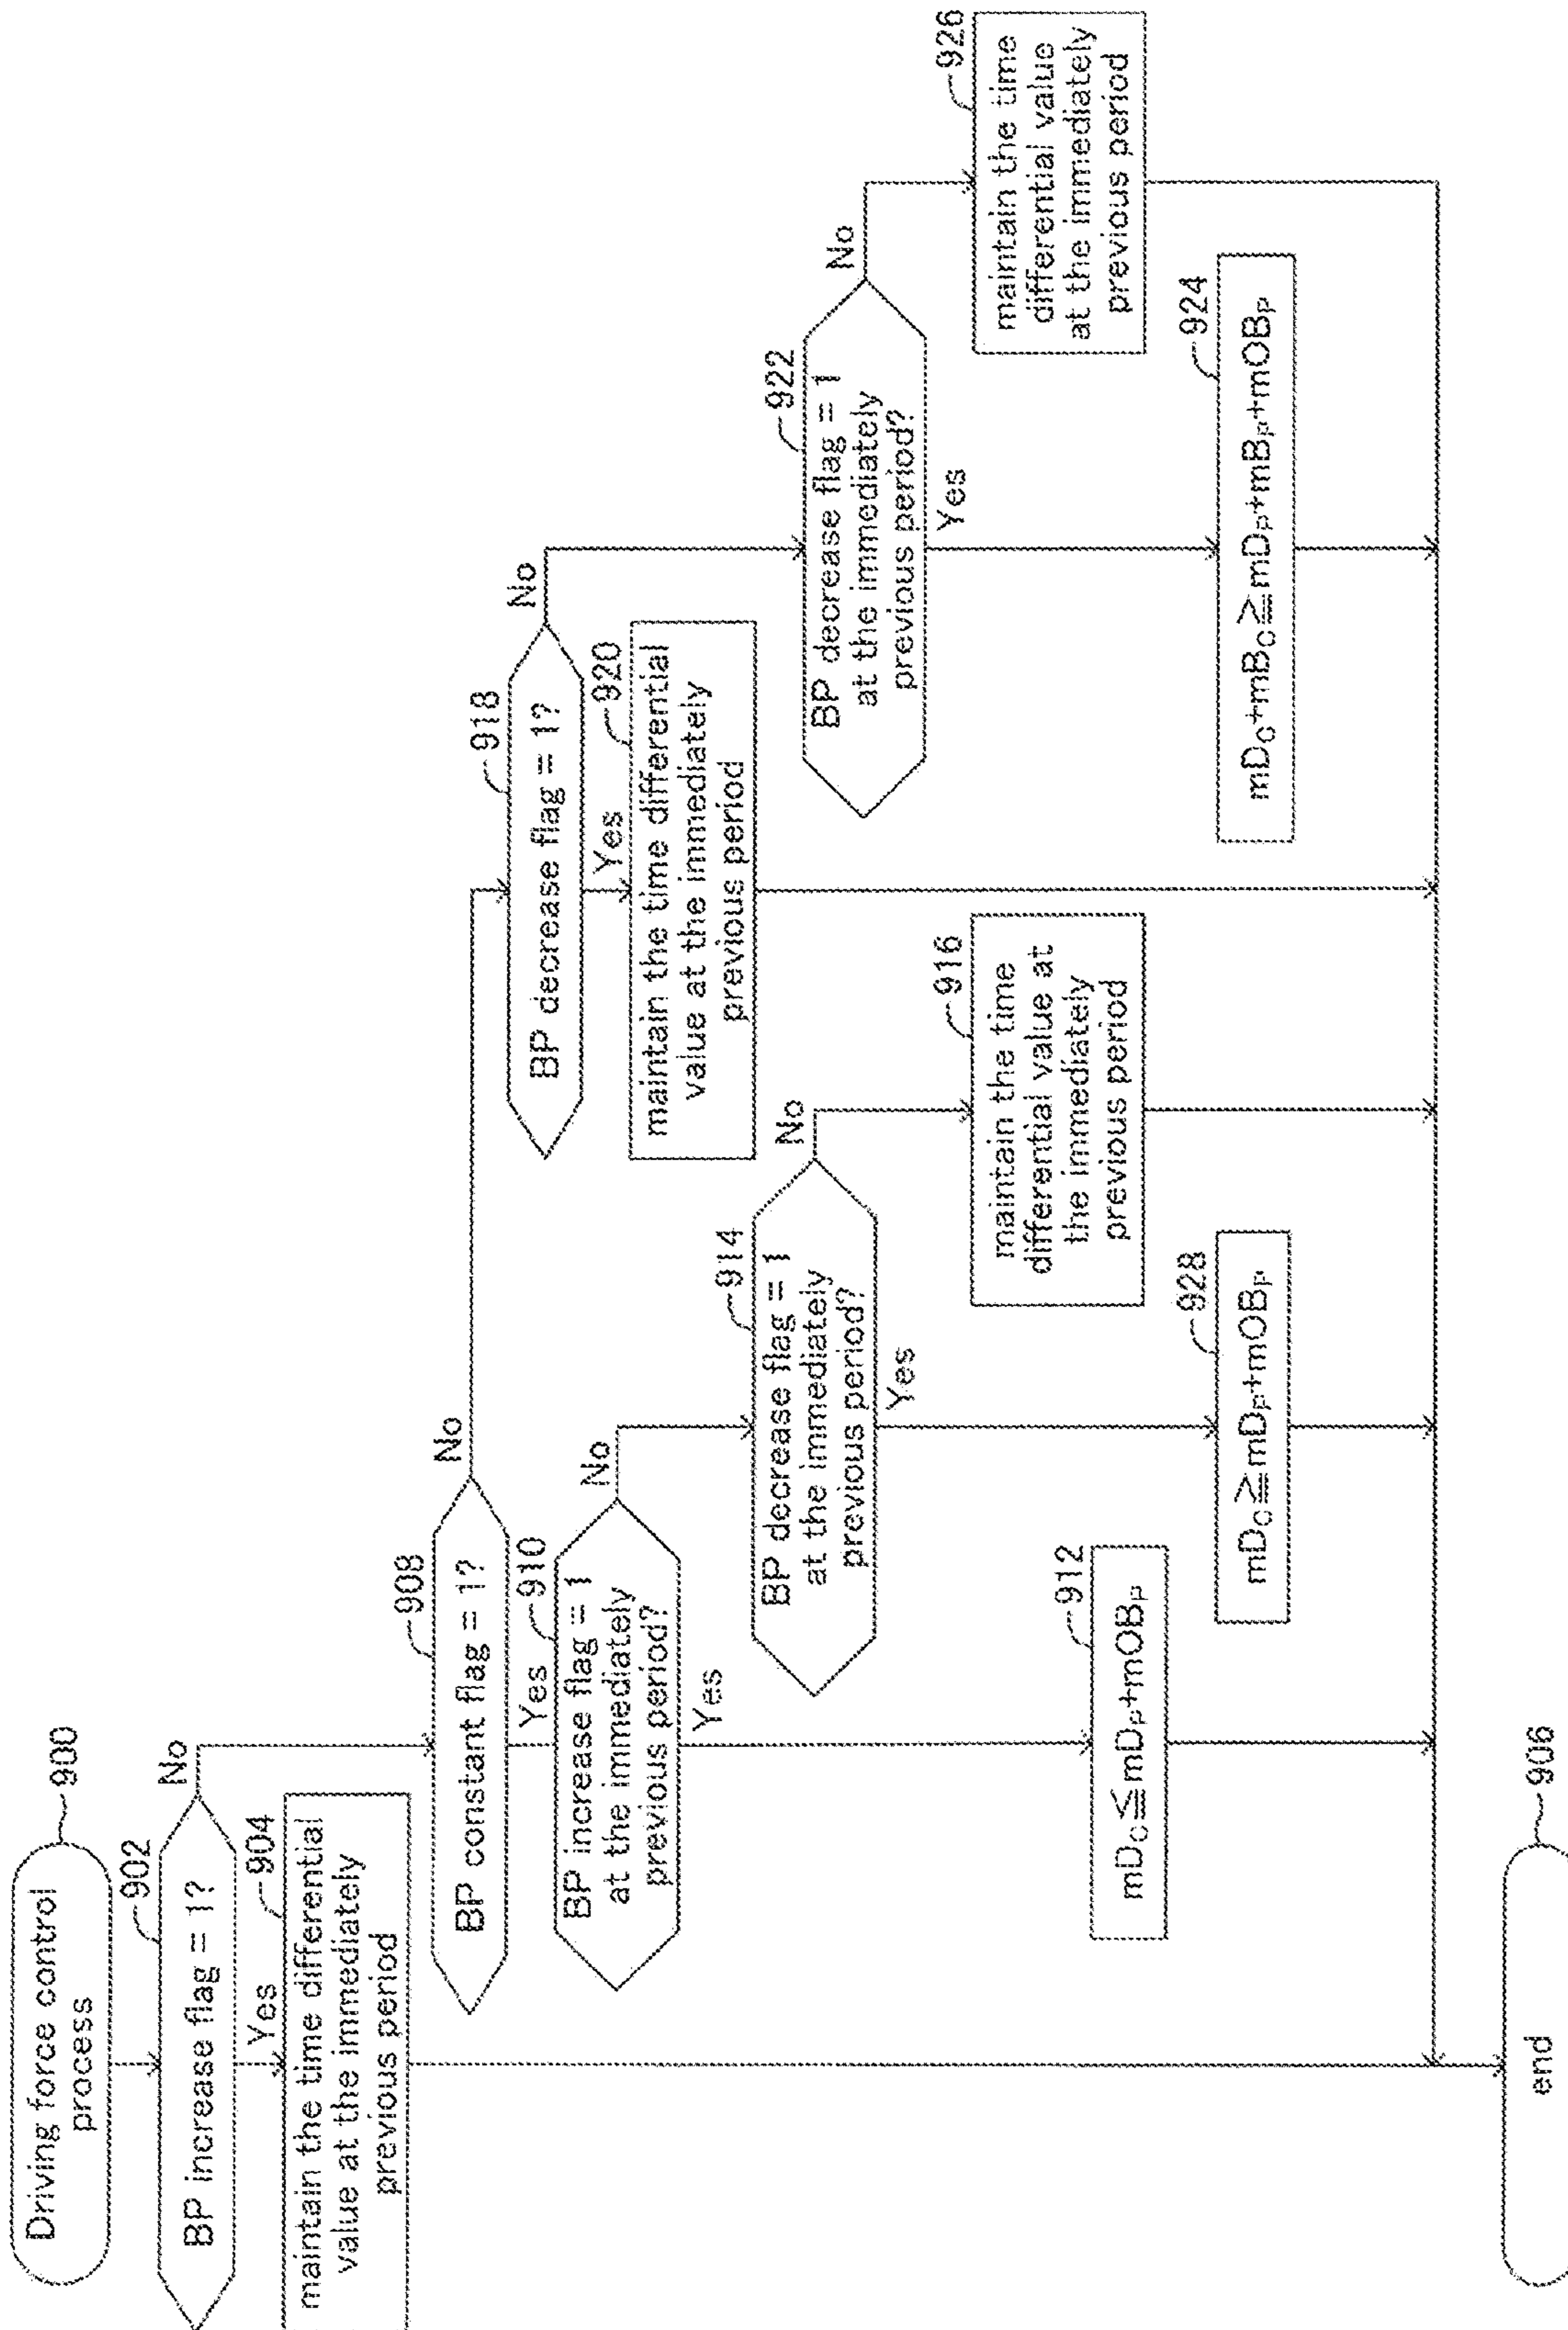 Driving force control
process
900
902
BP increase flag = 1?
No
Yes
904
maintain the time differential
value at the immediately
previous period
908
BP constant flag = 1?
No
Yes
910
BP increase flag = 1
at the immediately
previous period?
No
Yes
912
mDc≦mDp+mOBp
914
BP decrease flag = 1
at the immediately
previous period?
No
Yes
928
mDc≧mDp+mOBp
916
maintain the time
differential value at
the immediately
previous period
918
BP decrease flag = 1?
No
Yes
920
maintain the time differential
value at the immediately
previous period
922
BP decrease flag = 1
at the immediately
previous period?
No
Yes
924
mDc+mBc≧mDp+mBp+mOBp
926
maintain the time
differential value
at the immediately
previous period
end
906